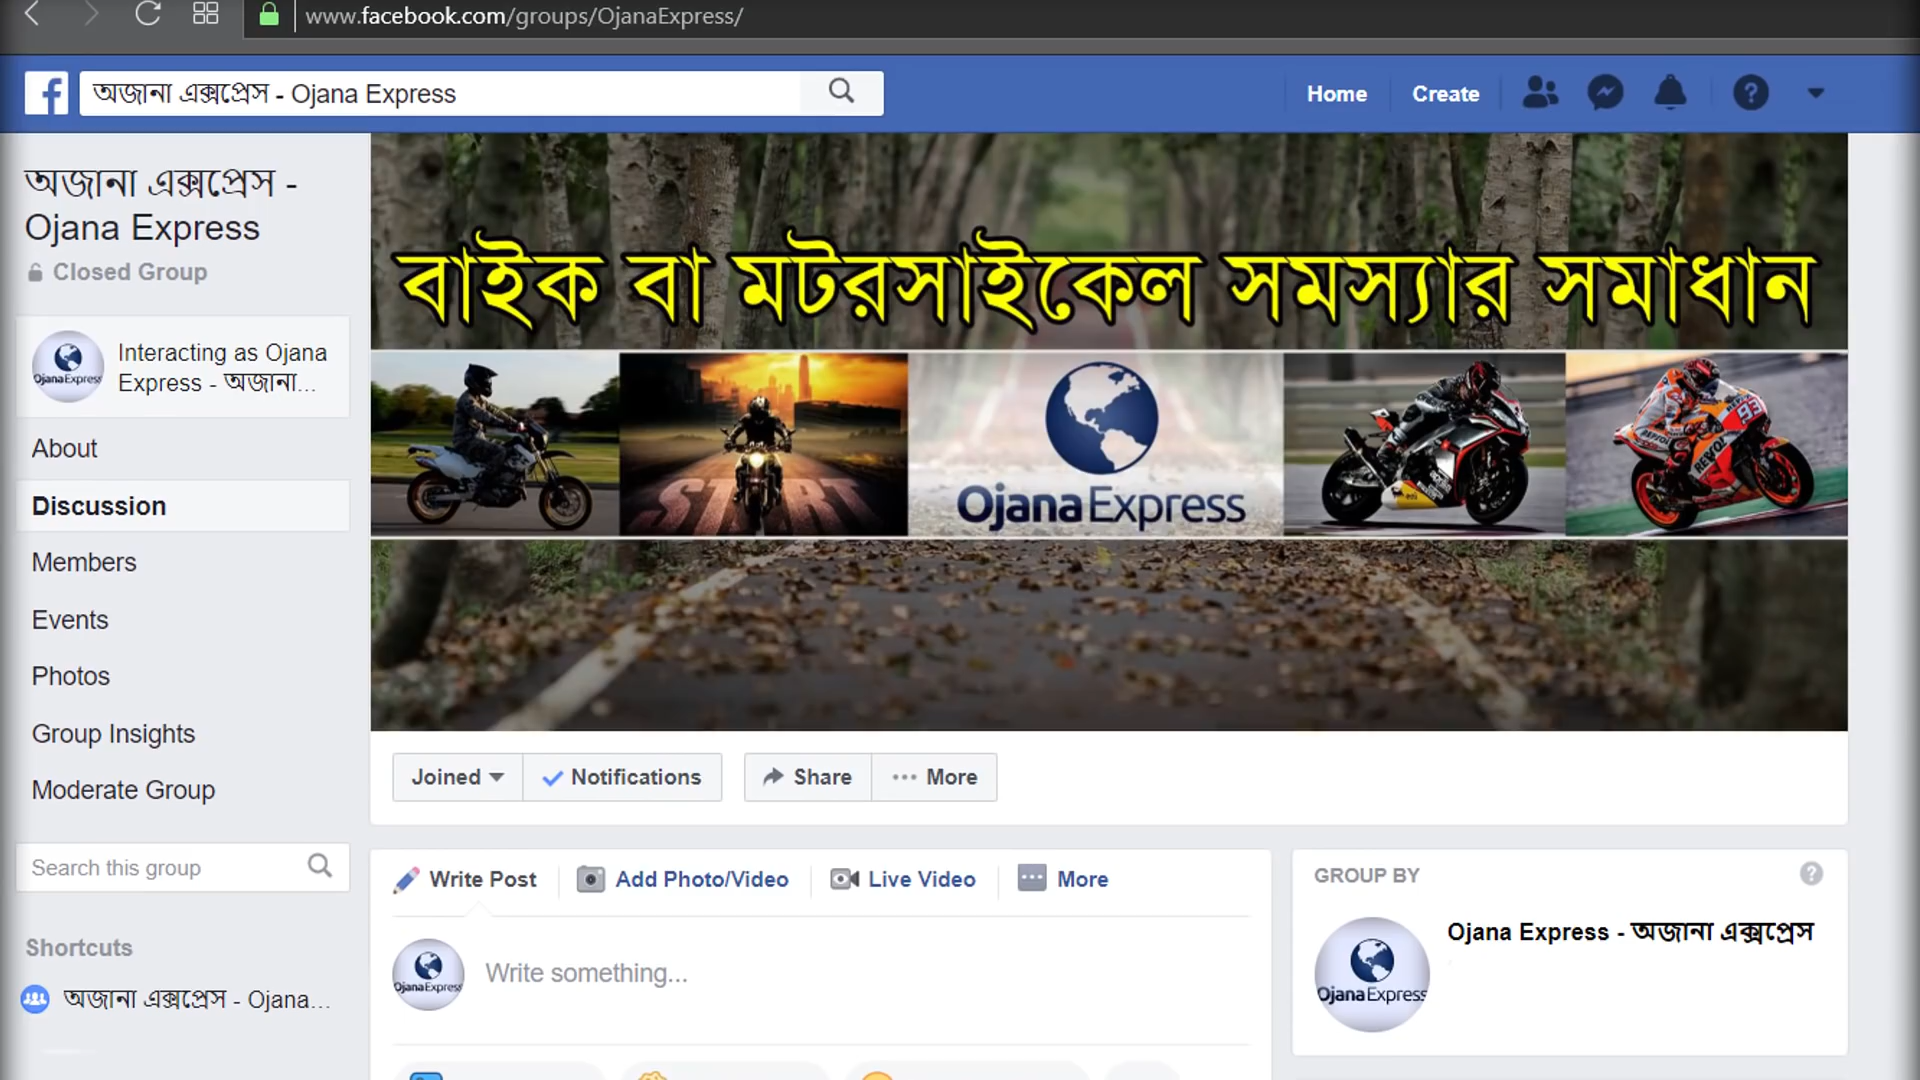 www.facebook.com/groups/OjanaExpress/
অজানা এক্সপ্রেস - Ojana Express
Home
Create
অজানা এক্সপ্রেস -
Ojana Express
Closed Group
Interacting as Ojana
Express - অজানা...
About
Discussion
Members
Events
Photos
Group Insights
Moderate Group
Search this group
Shortcuts
অজানা এক্সপ্রেস - Ojana...
বাইক বা মটরসাইকেল সমস্যার সমাধান
START
OjanaExpress
REPSOL
93
Joined
Notifications
Share
More
Write Post
Add Photo/Video
Live Video
More
OjanaExpress
Write something...
GROUP BY
Ojana Express - অজানা এক্সপ্রেস
OjanaExpress